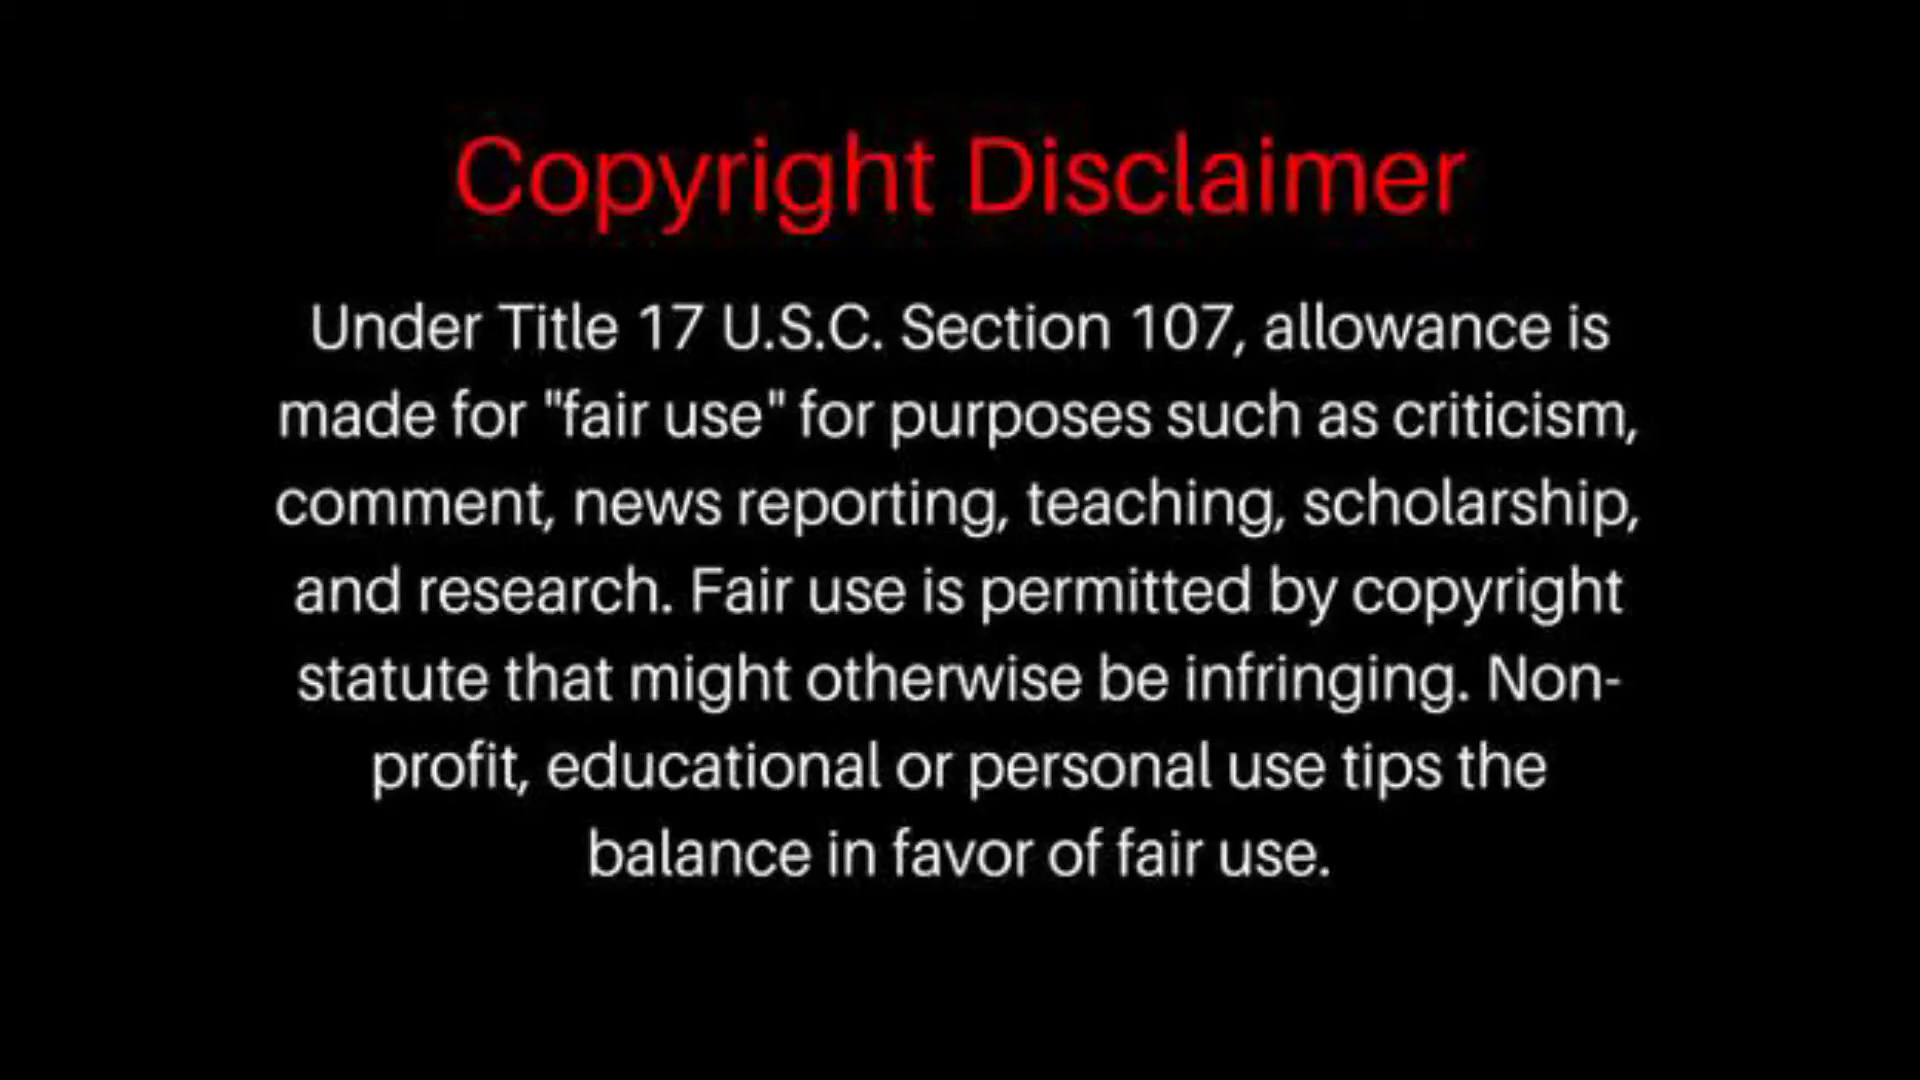 Copyright Disclaimer
Under Title 17 U.S.C. Section 107, allowance is
made for "fair use" for purposes such as criticism,
comment, news reporting, teaching, scholarship,
and research. Fair use is permitted by copyright
statute that might otherwise be infringing. Non-
profit, educational or personal use tips the
balance in favor of fair use.